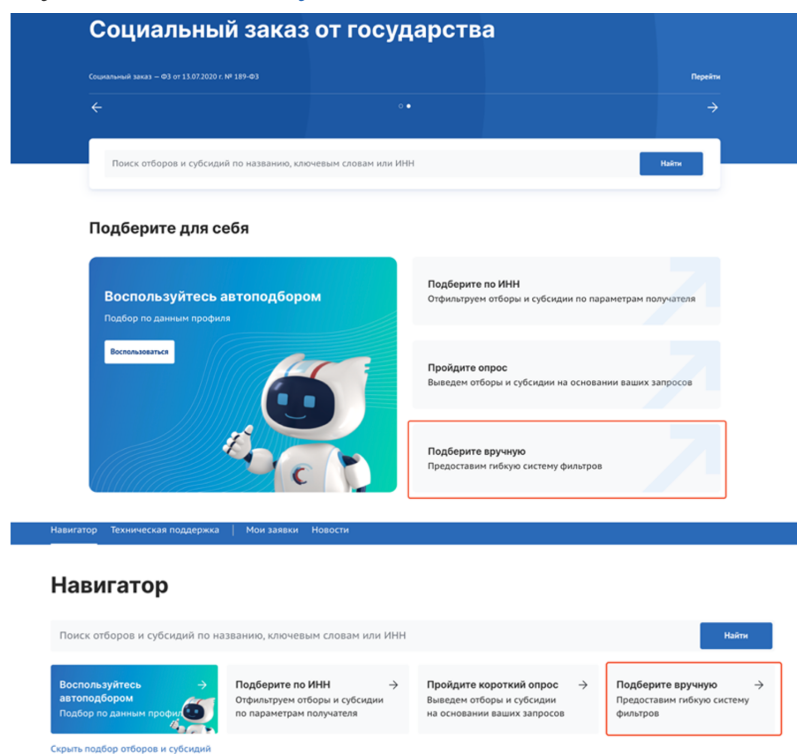 Социальный заказ от государства
Социальный заказ – ФЗ от 13.07.2020 г. № 189-ФЗ
Перейти
Поиск отборов и субсидий по названию, ключевым словам или ИНН
Найти
Подберите для себя
Воспользуйтесь автоподбором
Подбор по данным профиля
Воспользоваться
Подберите по ИНН
Отфильтруем отборы и субсидии по параметрам получателя
Пройдите опрос
Выведем отборы и субсидии на основании ваших запросов
Подберите вручную
Предоставим гибкую систему фильтров
Навигатор Техническая поддержка | Мои заявки Новости
Навигатор
Поиск отборов и субсидий по названию, ключевым словам или ИНН
Найти
Воспользуйтесь
автоподбором
Подбор по данным
Подберите по ИНН
Отфильтруем отборы и субсидии
по параметрам получателя
Пройдите короткий опрос
Выведем отборы и субсидии
на основании ваших запросов
Подберите вручную
Предоставим гибкую систему
фильтров
Скрыть подбор отборов и субсидий